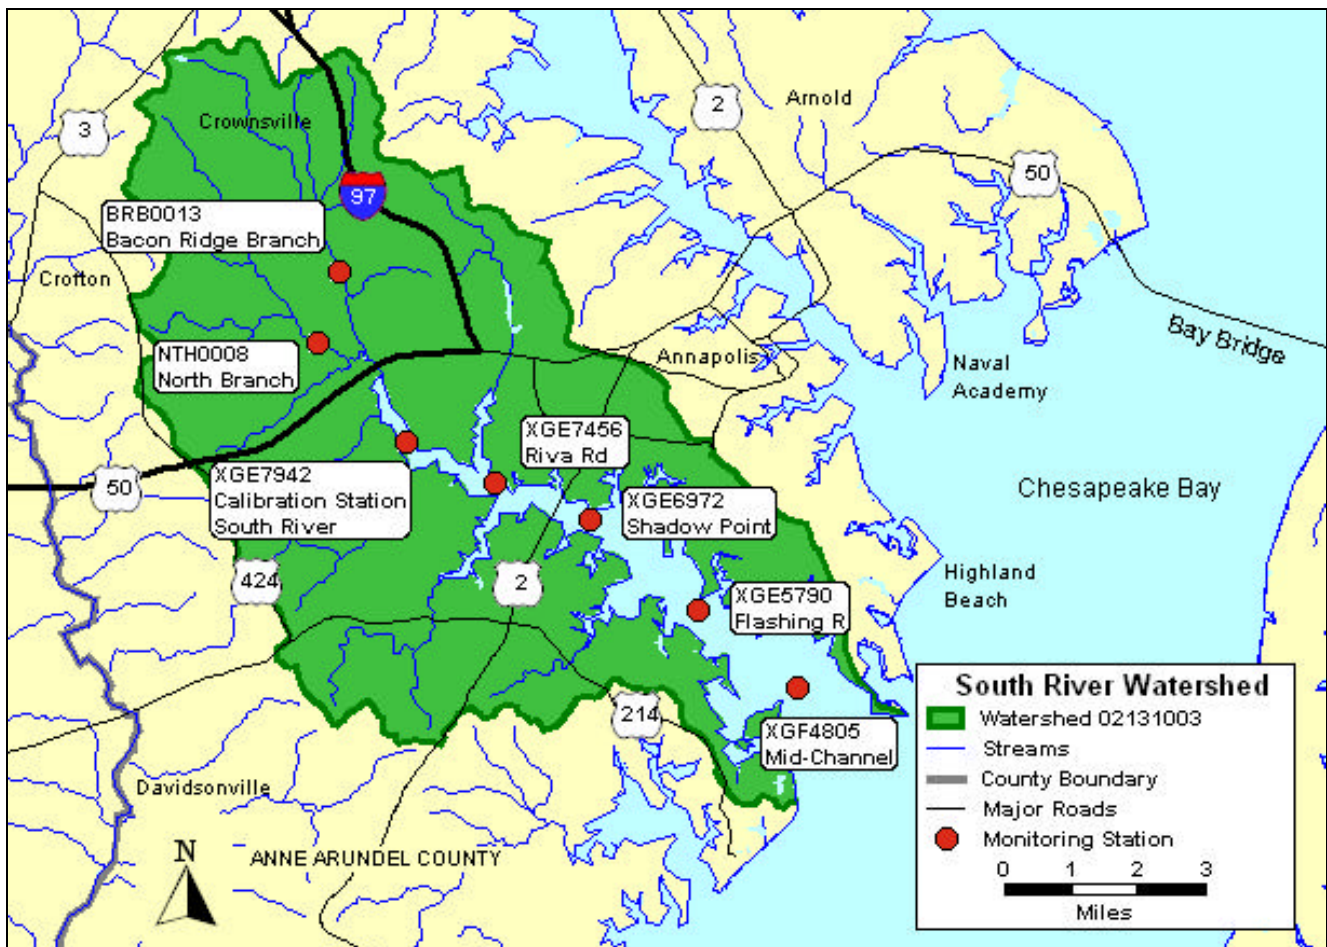 2
Arnold
3
Crownsville
50
97
BRB0013
Bacon Ridge Branch
Crofton
Bay Bridge
NTH0008
North Branch
Annapolis
Naval
Academy
XGE7456
Riva Rd
XGE7942
Calibration Station
South River
50
XGE6972
Shadow Point
Chesapeake Bay
424
2
Highland
Beach
XGE5790
Flashing R
214
XGF4805
Mid-Channel
Davidsonville
N
ANNE ARUNDEL COUNTY
South River Watershed
Watershed 02131003
Streams
County Boundary
Major Roads
Monitoring Station
0 1 2 3
Miles